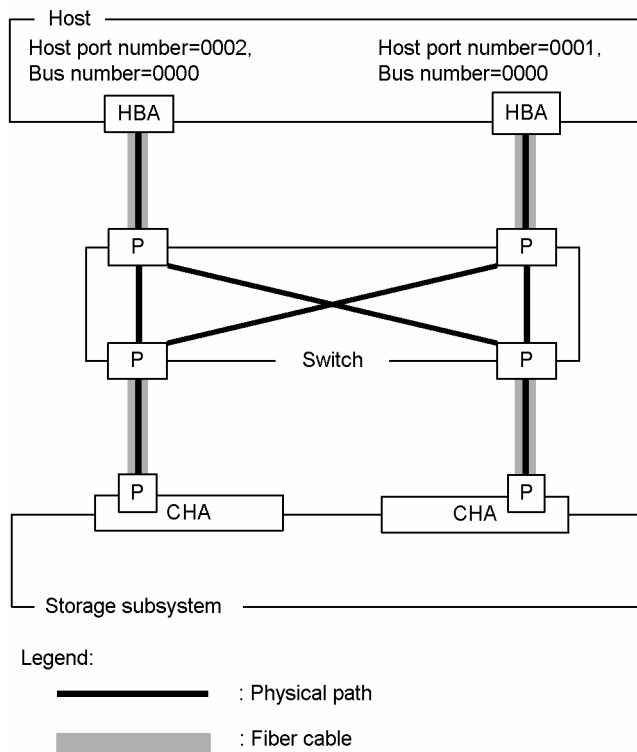 Host
Host port number=0002,
Bus number=0000
Host port number=0001,
Bus number=0000
HBA
HBA
P
P
P
Switch
P
P
CHA
CHA
P
Storage subsystem
Legend:
: Physical path
: Fiber cable